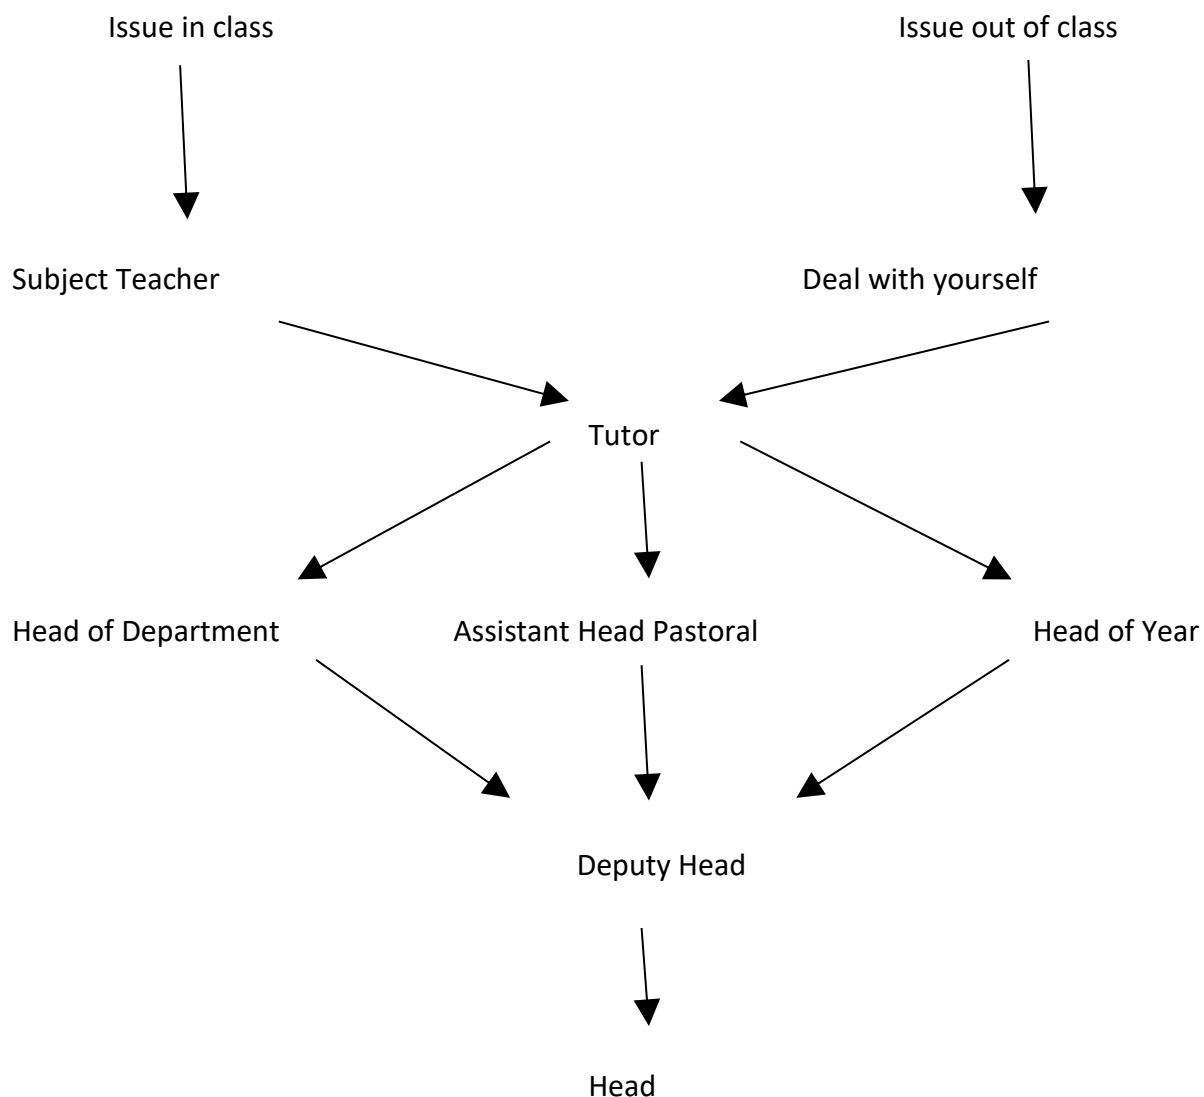 Issue in class
Issue out of class
Subject Teacher
Deal with yourself
Tutor
Head of Department
Assistant Head Pastoral
Head of Year
Deputy Head
Head